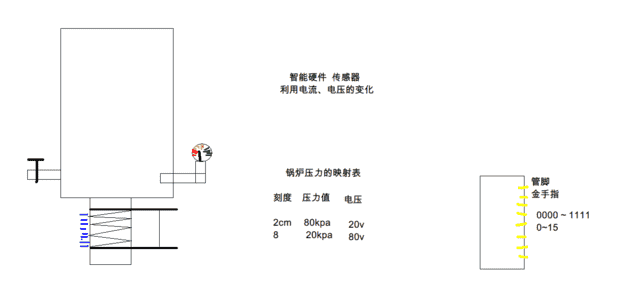 智能硬件 传感器
利用电流、电压的变化
锅炉压力的映射表
刻度 压力值 电压
2cm 80kpa 20v
8 20kpa 80v
管脚
金手指
0000 ~ 1111
0~15